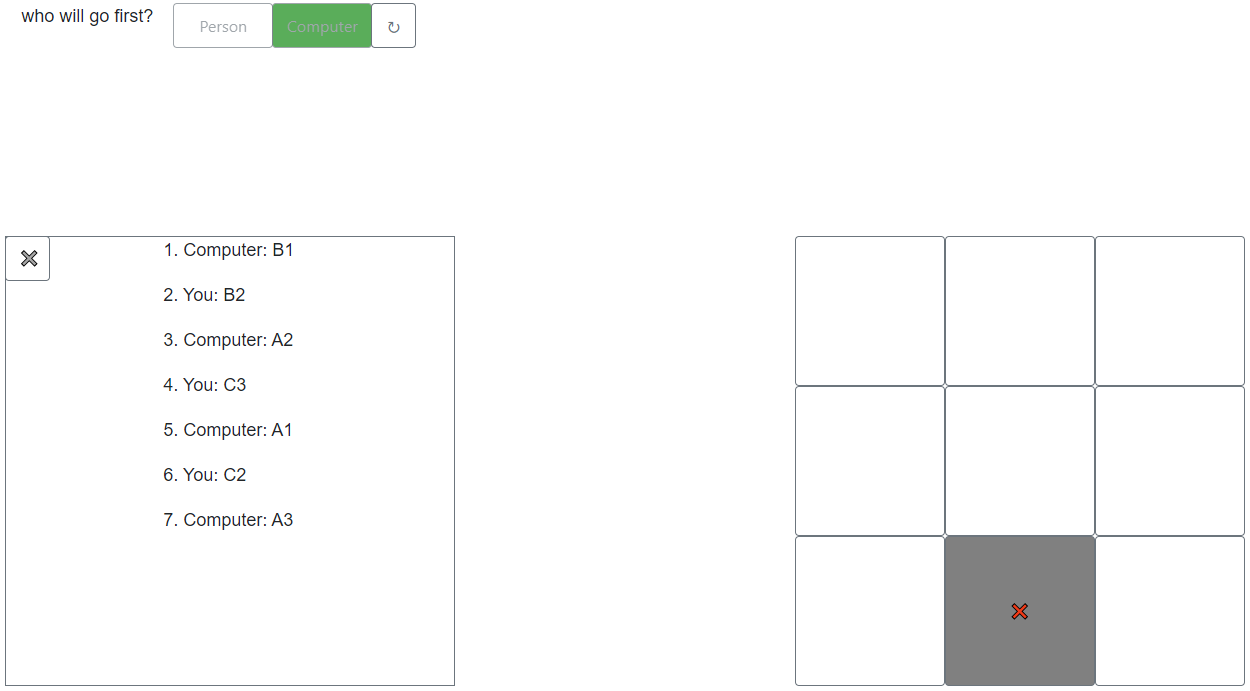 who will go first?
Person
Computer
↻
1. Computer: B1
2. You: B2
3. Computer: A2
4. You: C3
5. Computer: A1
6. You: C2
7. Computer: A3